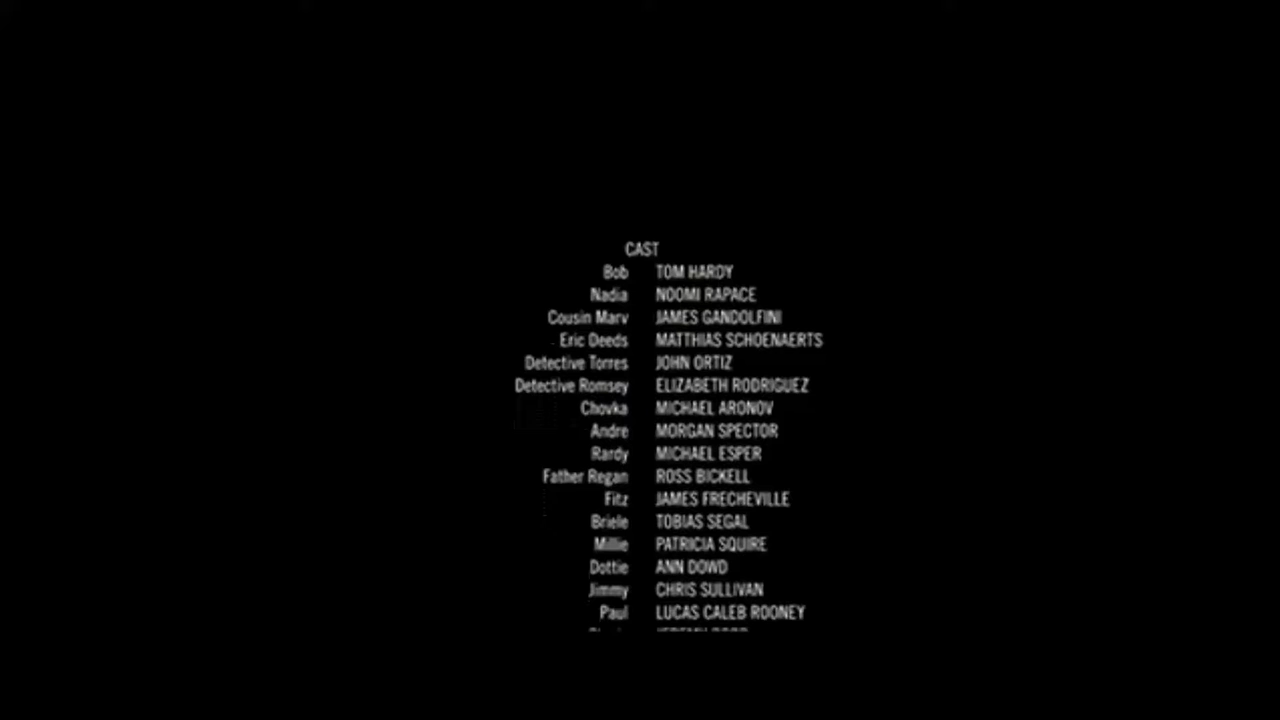 CAST
Bob TOM HARDY
Nadia NOOMI RAPACE
Cousin Marv JAMES GANDOLFINI
Eric Deeds MATTHIAS SCHOENAERTS
Detective Torres JOHN ORTIZ
Detective Romsey ELIZABETH RODRIGUEZ
Chovka MICHAEL ARONOV
Andre MORGAN SPECTOR
Rardy MICHAEL ESPER
Father Regan ROSS BICKELL
Fitz JAMES FRECHEVILLE
Briele TOBIAS SEGAL
Millie PATRICIA SQUIRE
Dottie ANN DOWD
Jimmy CHRIS SULLIVAN
Paul LUCAS CALEB ROONEY